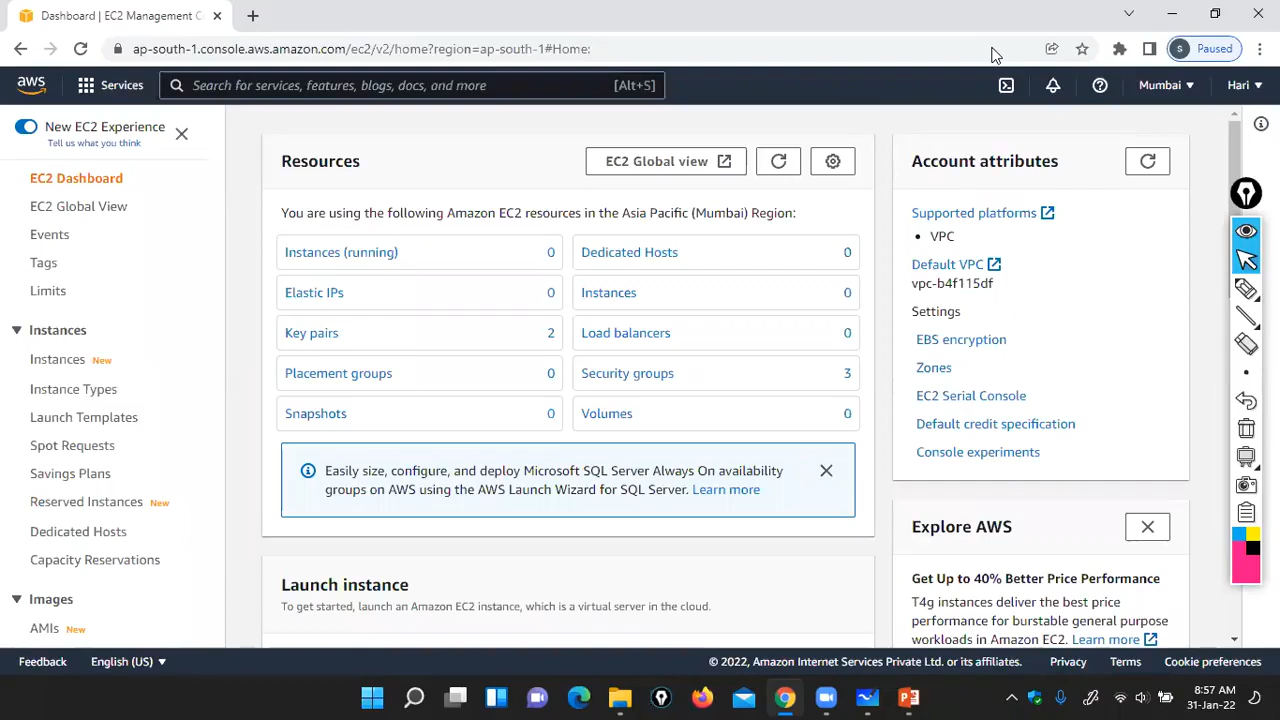 Dashboard | EC2 Management C
ap-south-1.console.aws.amazon.com/ec2/v2/home?region=ap-south-1#Home:
S Paused
aws
Services
Search for services, features, blogs, docs, and more [Alt+S]
Mumbai
Hari
New EC2 Experience
Tell us what you think
EC2 Dashboard
EC2 Global View
Events
Tags
Limits
Instances
Instances New
Instance Types
Launch Templates
Spot Requests
Savings Plans
Reserved Instances New
Dedicated Hosts
Capacity Reservations
Images
AMIs New
Resources
EC2 Global view
You are using the following Amazon EC2 resources in the Asia Pacific (Mumbai) Region:
Instances (running) 0
Dedicated Hosts 0
Elastic IPs 0
Instances 0
Key pairs 2
Load balancers 0
Placement groups 0
Security groups 3
Snapshots 0
Volumes 0
Easily size, configure, and deploy Microsoft SQL Server Always On availability
groups on AWS using the AWS Launch Wizard for SQL Server. Learn more
Launch instance
To get started, launch an Amazon EC2 instance, which is a virtual server in the cloud.
Account attributes
Supported platforms
• VPC
Default VPC
vpc-b4f115df
Settings
EBS encryption
Zones
EC2 Serial Console
Default credit specification
Console experiments
Explore AWS
Get Up to 40% Better Price Performance
T4g instances deliver the best price
performance for burstable general purpose
workloads in Amazon EC2. Learn more
Feedback
English (US)
© 2022, Amazon Internet Services Private Ltd. or its affiliates.
Privacy
Terms
Cookie preferences
8:57 AM
31-Jan-22